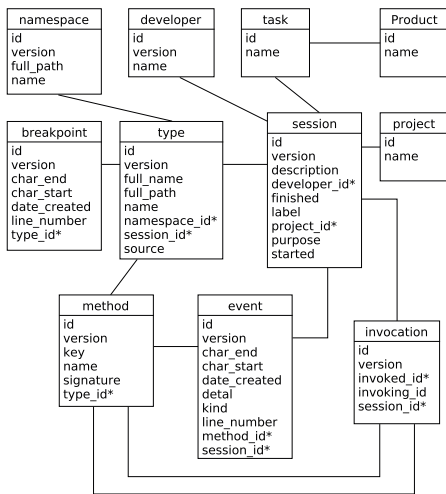 namespace
id
version
full_path
name
developer
id
version
name
task
id
name
Product
id
name
breakpoint
id
version
char_end
char_start
date_created
line_number
type_id*
type
id
version
full_name
full_path
name
namespace_id*
session_id*
source
session
id
version
description
developer_id*
finished
label
project_id*
purpose
started
project
id
name
method
id
version
key
name
signature
type_id*
event
id
version
char_end
char_start
date_created
detal
kind
line_number
method_id*
session_id*
invocation
id
version
invoked_id*
invoking_id
session_id*